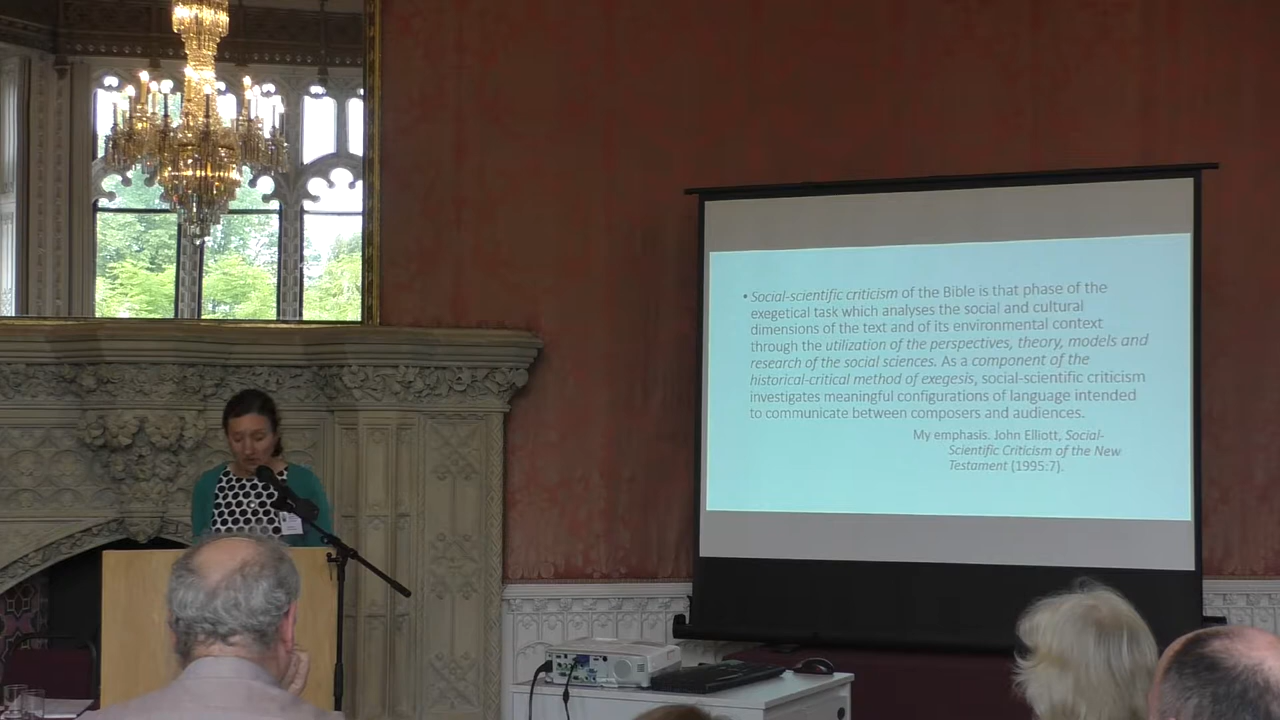 • Social-scientific criticism of the Bible is that phase of the
exegetical task which analyses the social and cultural
dimensions of the text and of its environmental context
through the utilization of the perspectives, theory, models and
research of the social sciences. As a component of the
historical-critical method of exegesis, social-scientific criticism
investigates meaningful configurations of language intended
to communicate between composers and audiences.
My emphasis. John Elliott, Social-
Scientific Criticism of the New
Testament (1995:7).